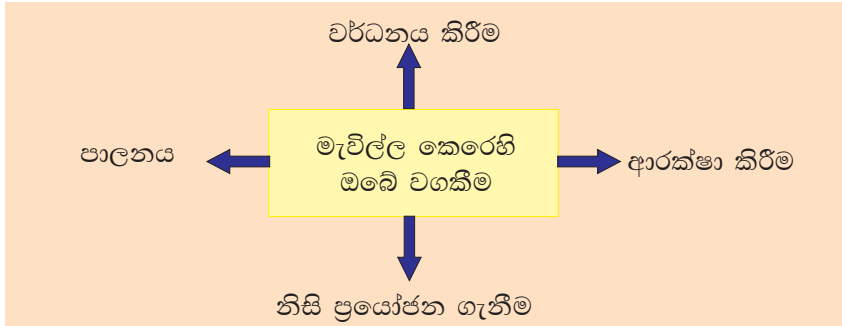 වර්ධනය කිරීම
පාලනය
මැවිල්ල කෙරෙහි
ඔබේ වගකීම
ආරක්ෂා කිරීම
නිසි ප්‍රයෝජන ගැනීම